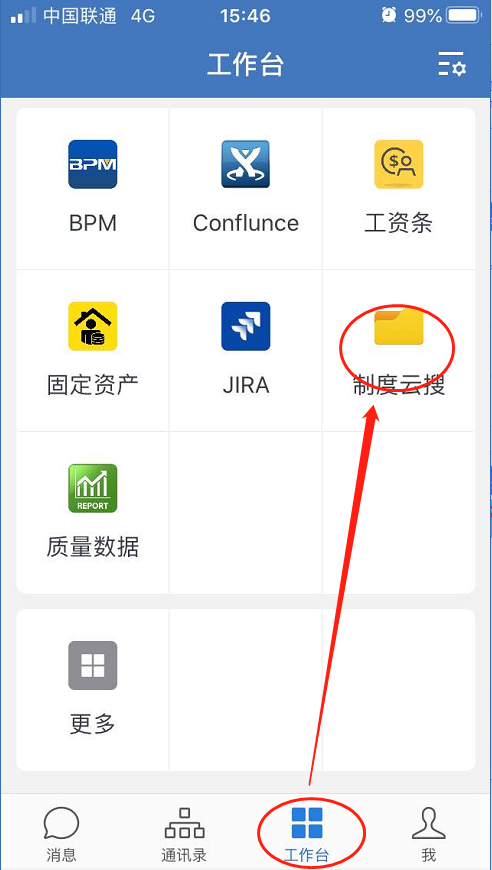 中国联通 4G 15:46 99%
工作台
BPM
BPM Conflunce 工资条
固定资产 JIRA 制度云搜
REPORT
质量数据
更多
消息 通讯录 工作台 我